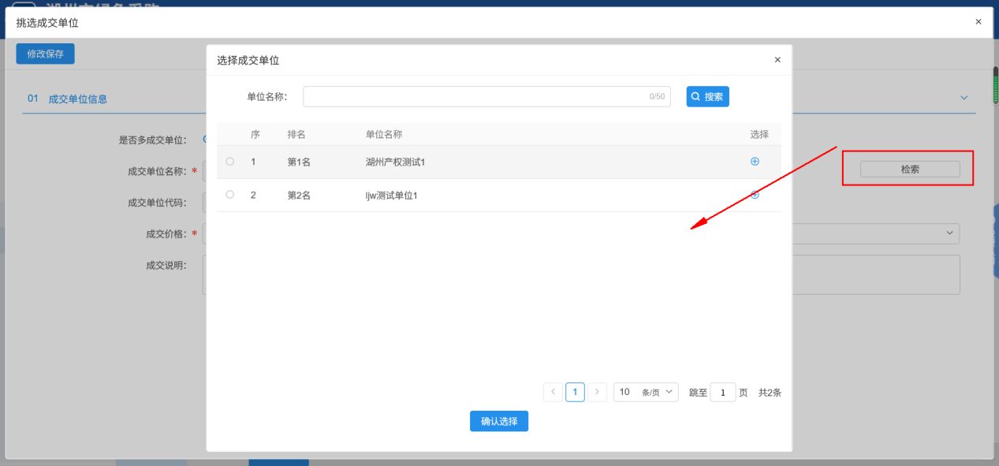 挑选成交单位
修改保存
选择成交单位
单位名称：
0/50
搜索
01 成交单位信息
序 排名 单位名称 选择
是否多成交单位：
1 第1名 湖州产权测试1
成交单位名称：*
检索
2 第2名 ljw测试单位1
成交单位代码：
成交价格：*
成交说明：
1 10 条/页 跳至 1 页 共2条
确认选择